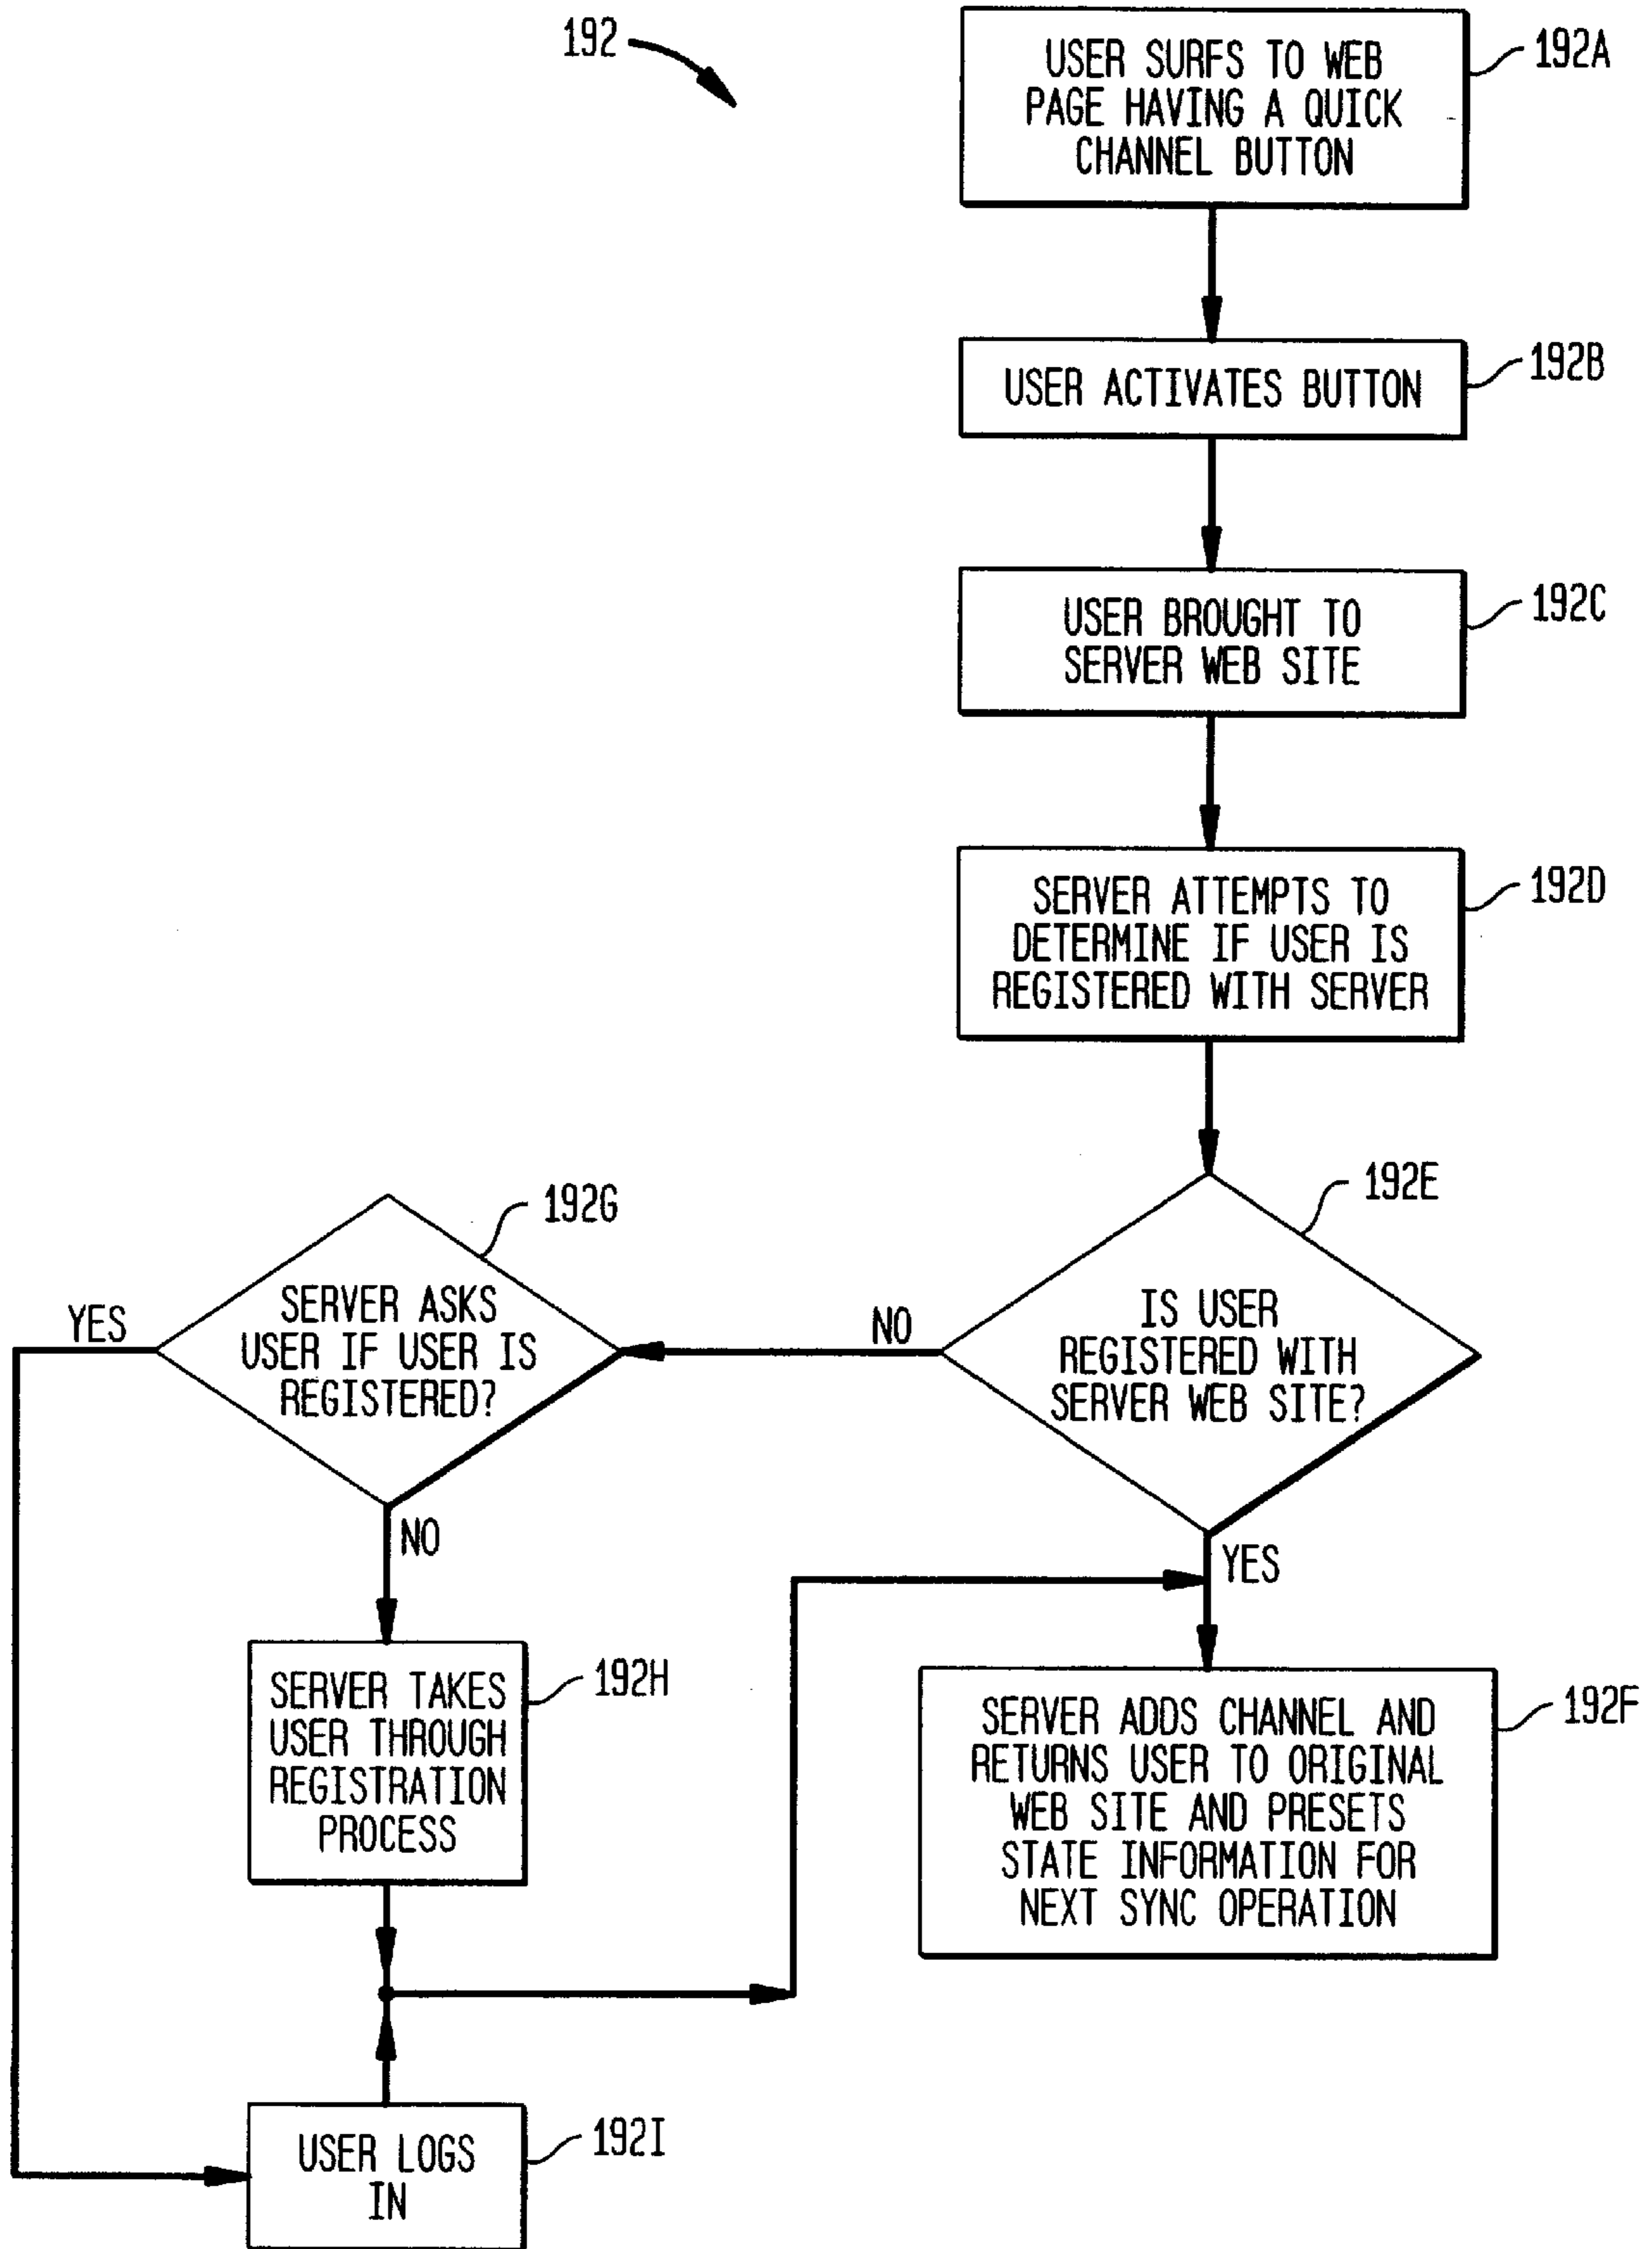 192
USER SURFS TO WEB
PAGE HAVING A QUICK
CHANNEL BUTTON
192A
USER ACTIVATES BUTTON
192B
USER BROUGHT TO
SERVER WEB SITE
192C
SERVER ATTEMPTS TO
DETERMINE IF USER IS
REGISTERED WITH SERVER
192D
IS USER
REGISTERED WITH
SERVER WEB SITE?
192E
NO
YES
SERVER ASKS
USER IF USER IS
REGISTERED?
192G
YES
NO
SERVER TAKES
USER THROUGH
REGISTRATION
PROCESS
192H
SERVER ADDS CHANNEL AND
RETURNS USER TO ORIGINAL
WEB SITE AND PRESETS
STATE INFORMATION FOR
NEXT SYNC OPERATION
192F
USER LOGS
IN
192I